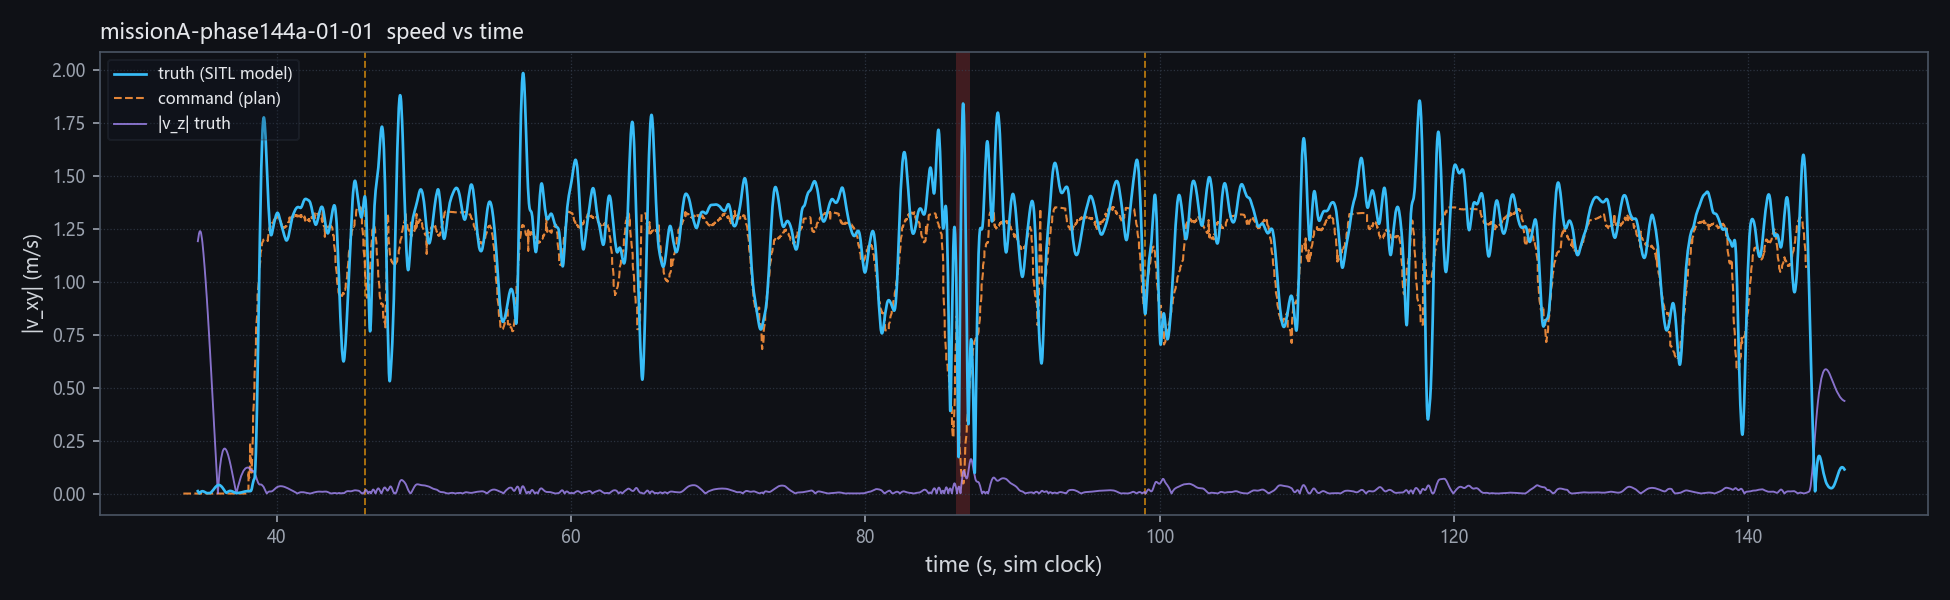 missionA-phase144a-01-01  speed vs time
truth (SITL model)
command (plan)
|v_z| truth
|v_xy| (m/s)
2.00
1.75
1.50
1.25
1.00
0.75
0.50
0.25
0.00
40
60
80
100
120
140
time (s, sim clock)